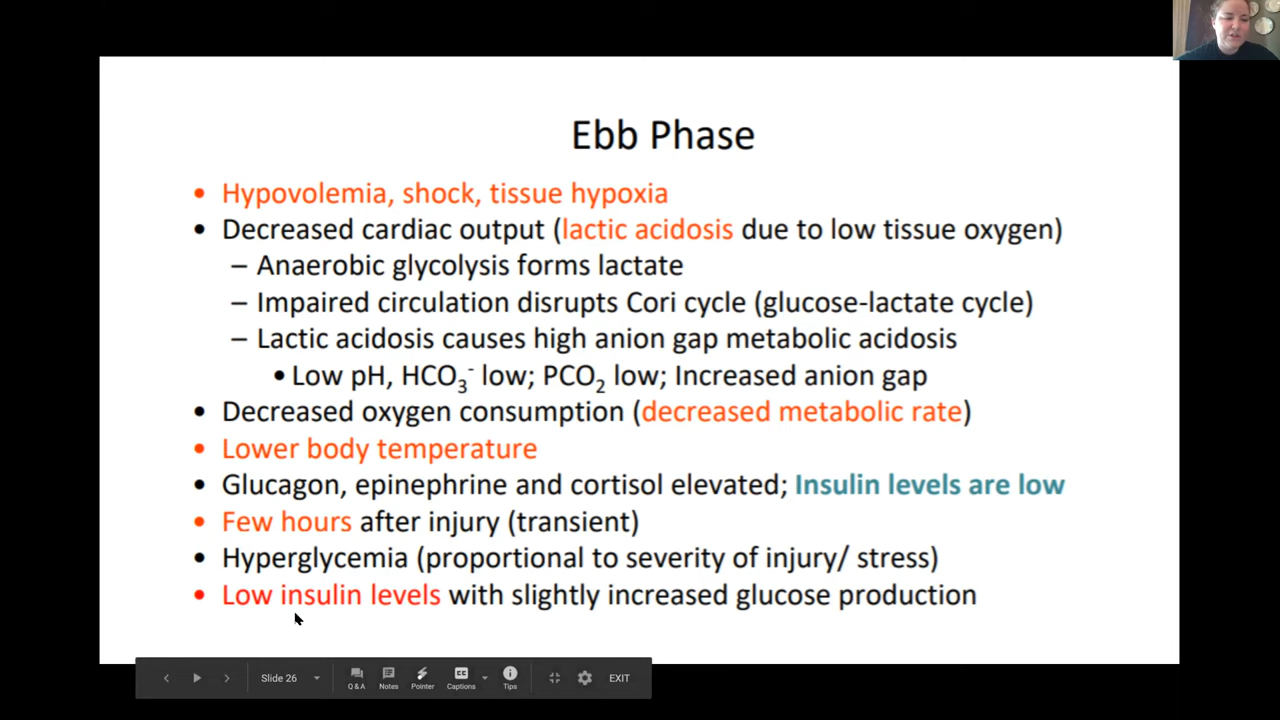 Ebb Phase
• Hypovolemia, shock, tissue hypoxia
• Decreased cardiac output (lactic acidosis due to low tissue oxygen)
– Anaerobic glycolysis forms lactate
– Impaired circulation disrupts Cori cycle (glucose-lactate cycle)
– Lactic acidosis causes high anion gap metabolic acidosis
• Low pH, HCO₃⁻ low; PCO₂ low; Increased anion gap
• Decreased oxygen consumption (decreased metabolic rate)
• Lower body temperature
• Glucagon, epinephrine and cortisol elevated; Insulin levels are low
• Few hours after injury (transient)
• Hyperglycemia (proportional to severity of injury/ stress)
• Low insulin levels with slightly increased glucose production
Slide 26 Q & A Notes Pointer CC Captions Tips EXIT